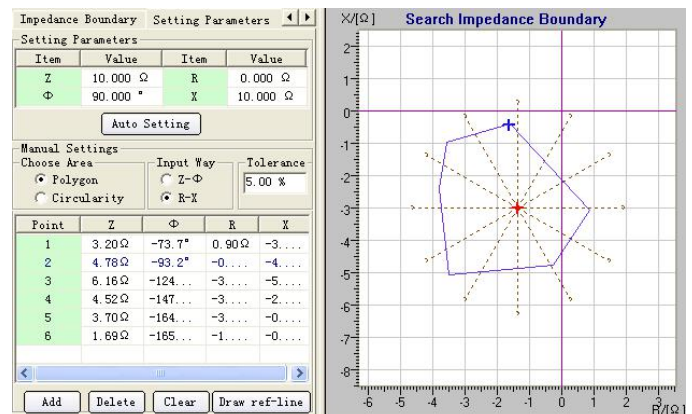 Impedance Boundary Setting Parameters
Setting Parameters
Item Value Item Value
Z 10.000 Ω R 0.000 Ω
Φ 90.000 ° X 10.000 Ω
Auto Setting
Manual Settings
Choose Area Input Way Tolerance
Polygon Z-Φ 5.00 %
Circularity R-X
Point Z Φ R X
1 3.20Ω -73.7° 0.90Ω -3....
2 4.78Ω -93.2° -0.... -4....
3 6.16Ω -124... -3.... -5....
4 4.52Ω -147... -3.... -2....
5 3.70Ω -164... -3.... -0....
6 1.69Ω -165... -1.... -0....
Add Delete Clear Draw ref-line
X/[Ω] Search Impedance Boundary
2
1
0
-1
-2
-3
-4
-5
-6
-7
-8
-6 -5 -4 -3 -2 -1 0 1 2 3
R/[Ω]